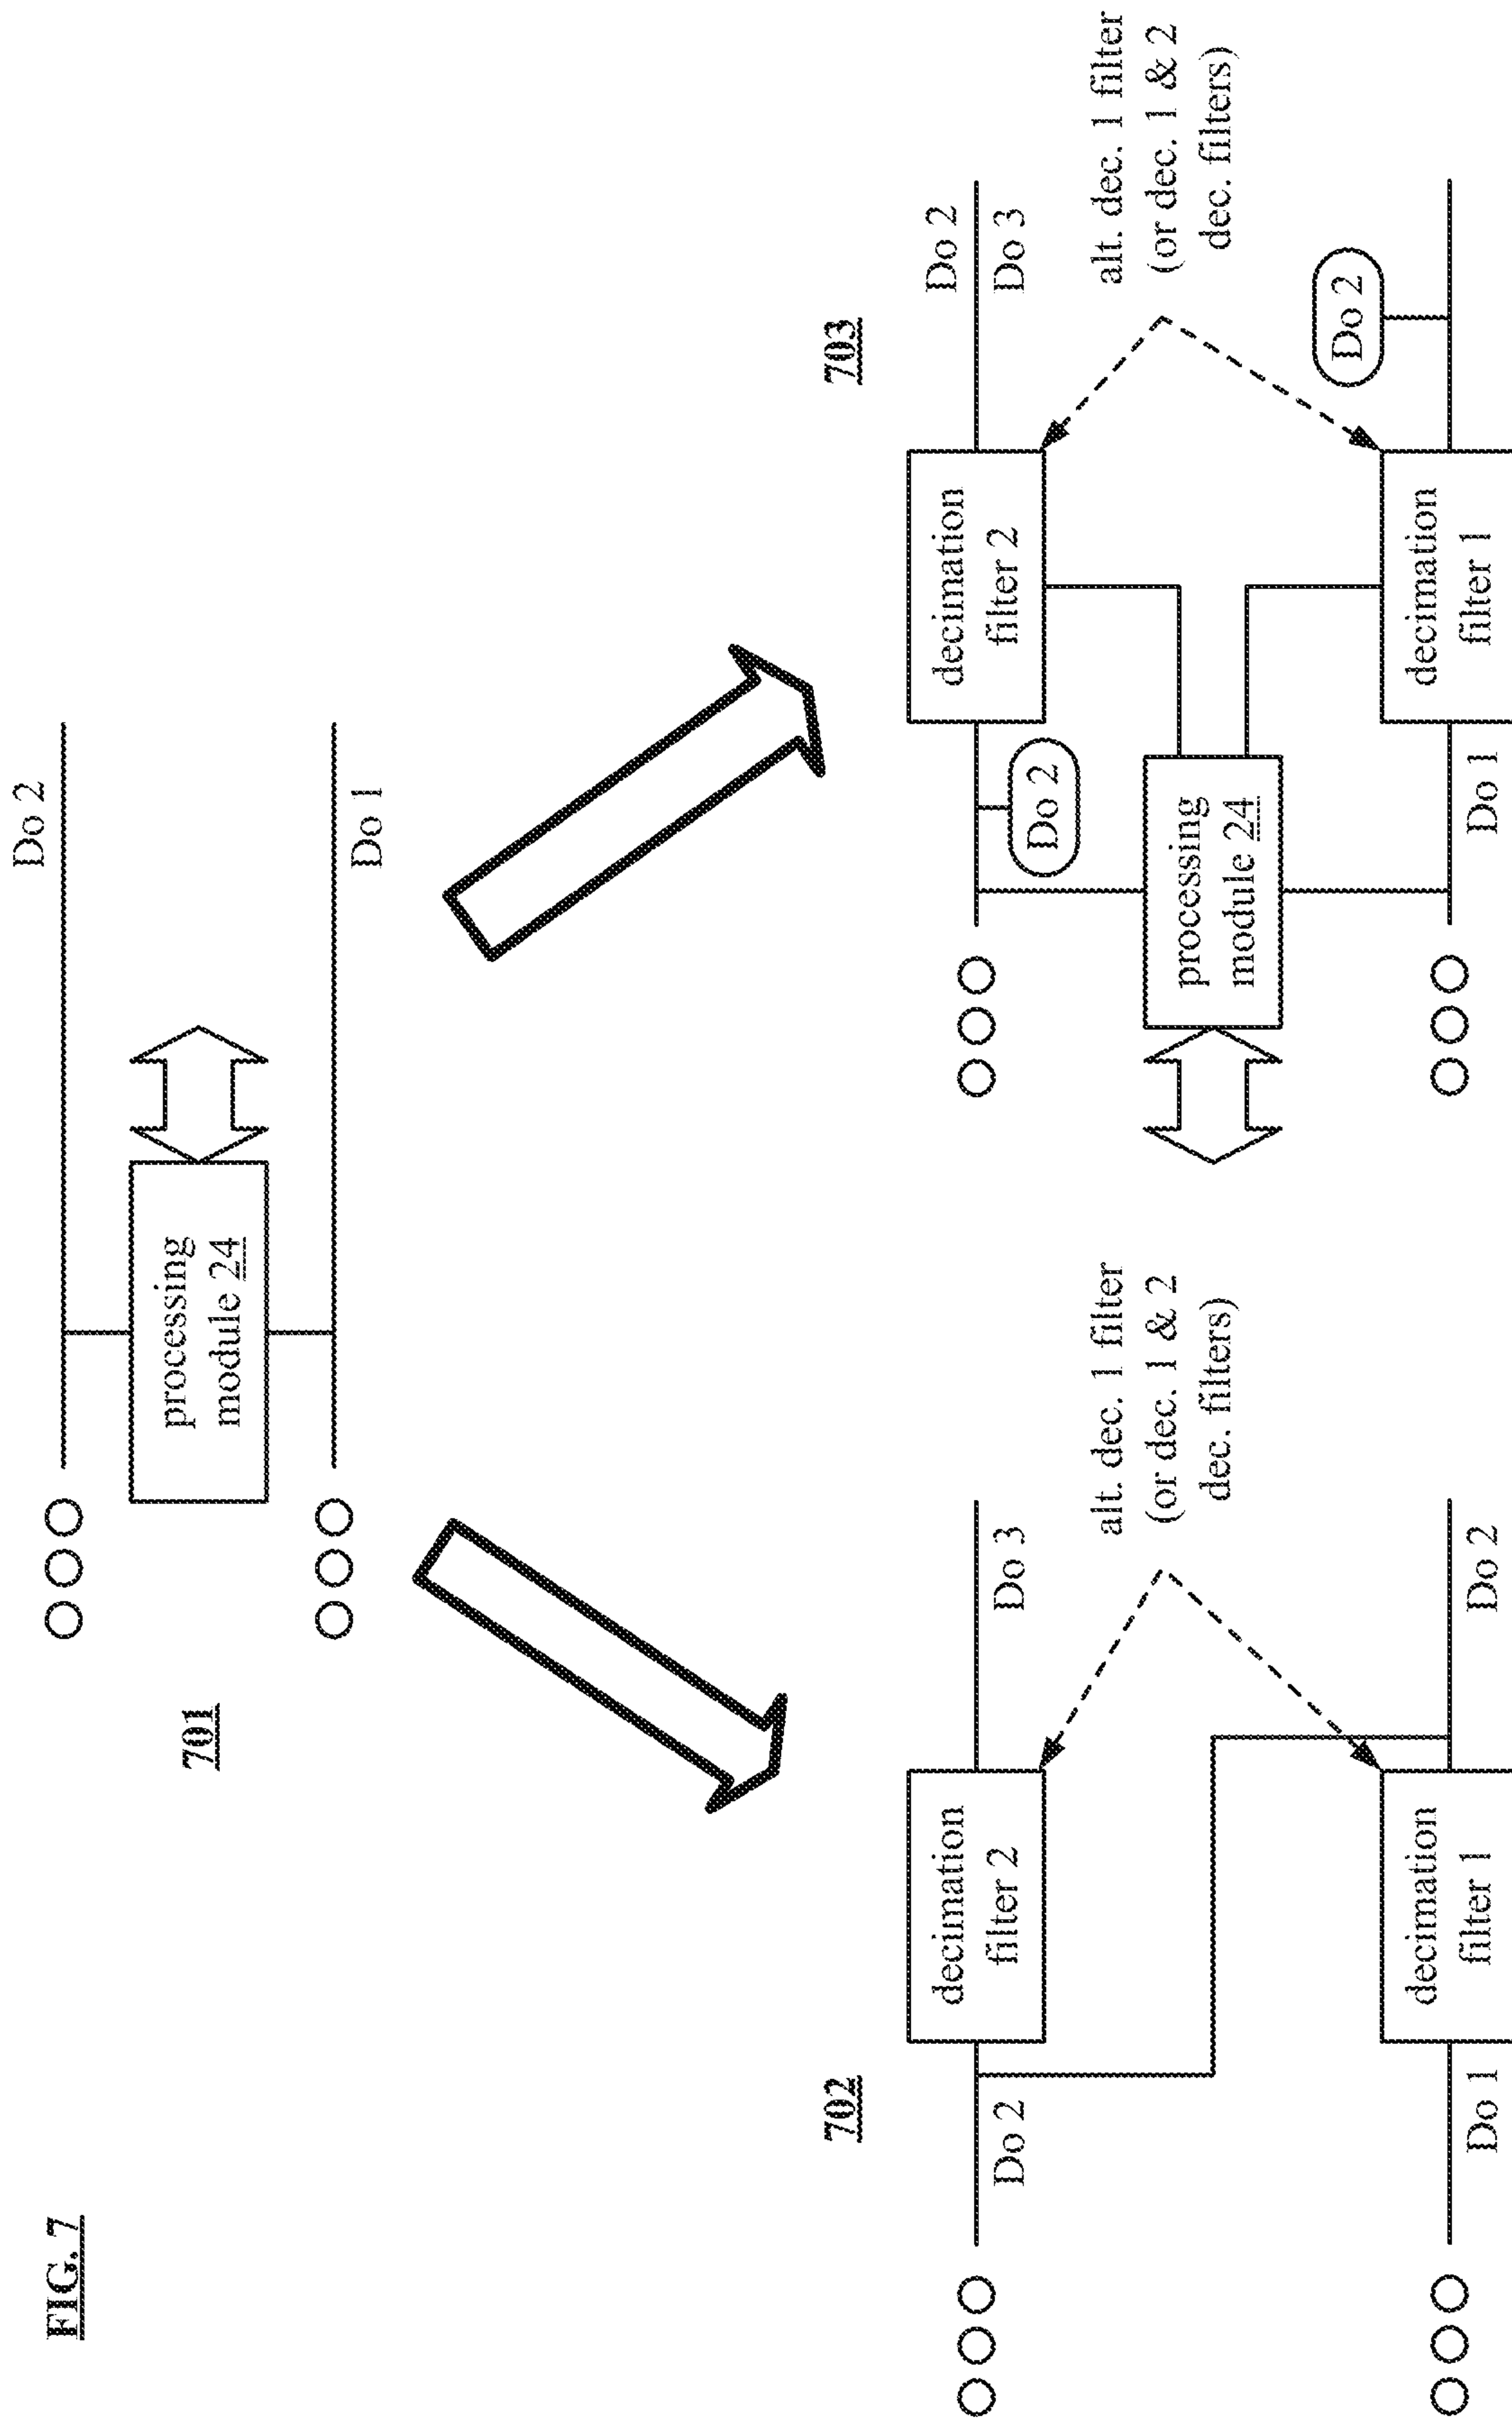 FIG. 7
701
Do 2
processing
module 24
Do 1
702
Do 2
decimation
filter 2
Do 3
alt. dec. 1 filter
(or dec. 1 & 2
dec. filters)
Do 1
decimation
filter 1
Do 2
703
Do 2
decimation
filter 2
Do 2
Do 3
processing
module 24
alt. dec. 1 filter
(or dec. 1 & 2
dec. filters)
Do 1
decimation
filter 1
Do 2